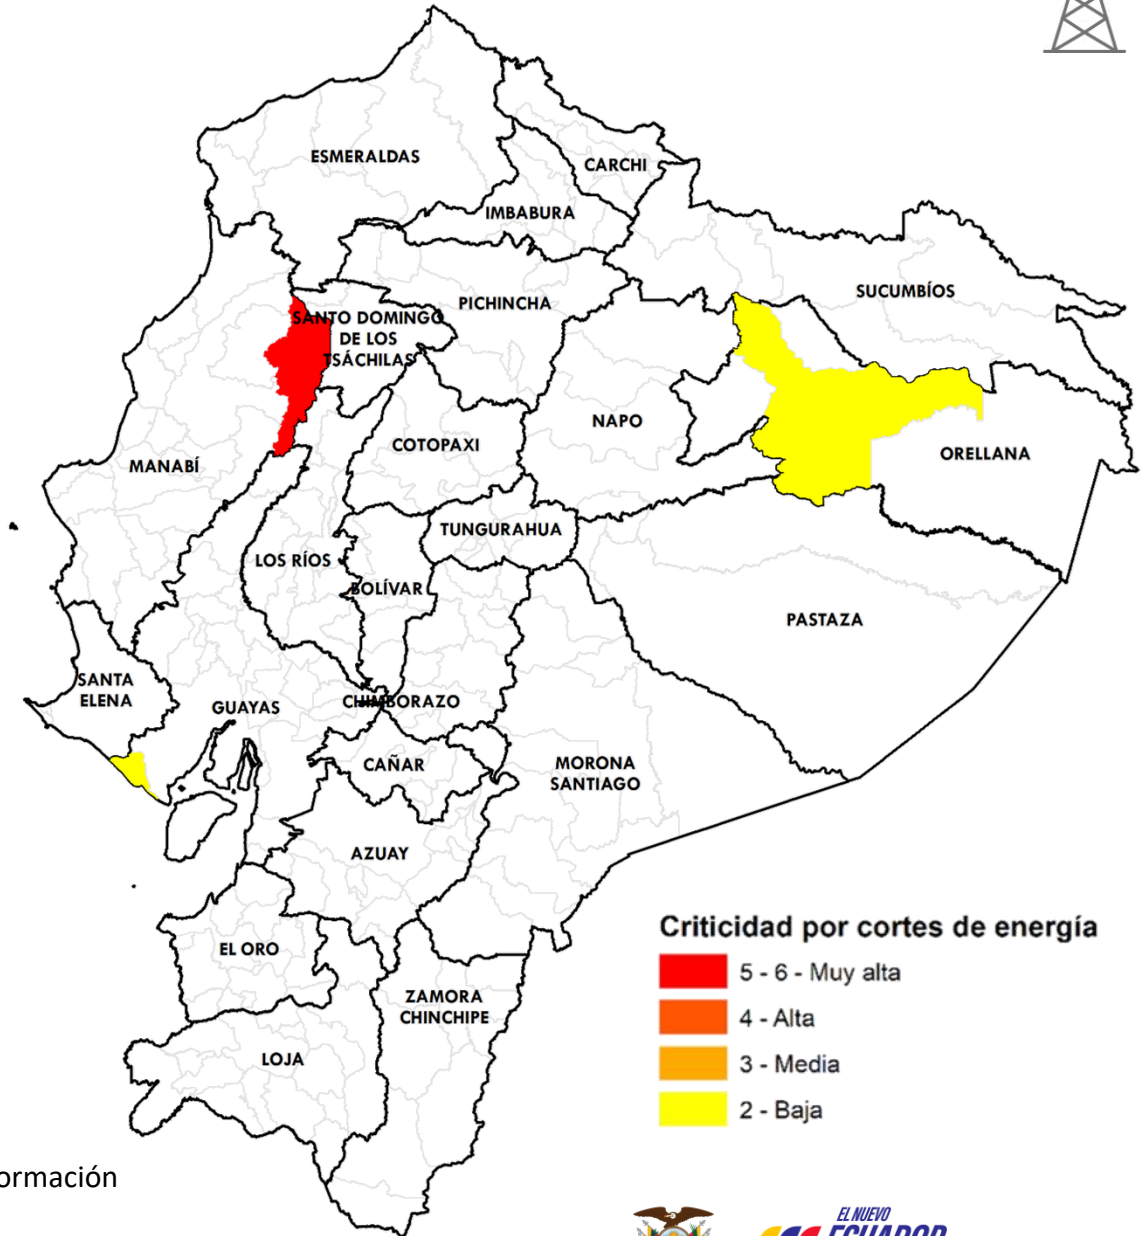 ESMERALDAS
CARCHI
IMBABURA
SUCUMBÍOS
PICHINCHA
SANTO DOMINGO
DE LOS
TSÁCHILAS
NAPO
COTOPAXI
ORELLANA
MANABÍ
TUNGURAHUA
LOS RÍOS
BOLÍVAR
PASTAZA
SANTA
ELENA
GUAYAS
CHIMBORAZO
CAÑAR
MORONA
SANTIAGO
AZUAY
EL ORO
ZAMORA
CHINCHIPE
LOJA
Criticidad por cortes de energía
5 - 6 - Muy alta
4 - Alta
3 - Media
2 - Baja
ormación
EL NUEVO
ECUADOR